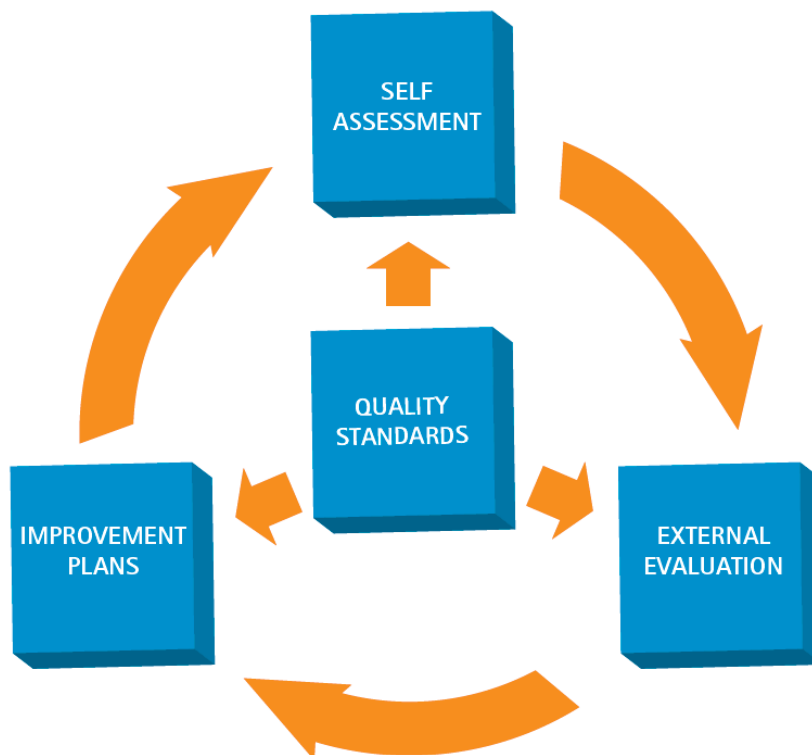 SELF
ASSESSMENT
QUALITY
STANDARDS
IMPROVEMENT
PLANS
EXTERNAL
EVALUATION